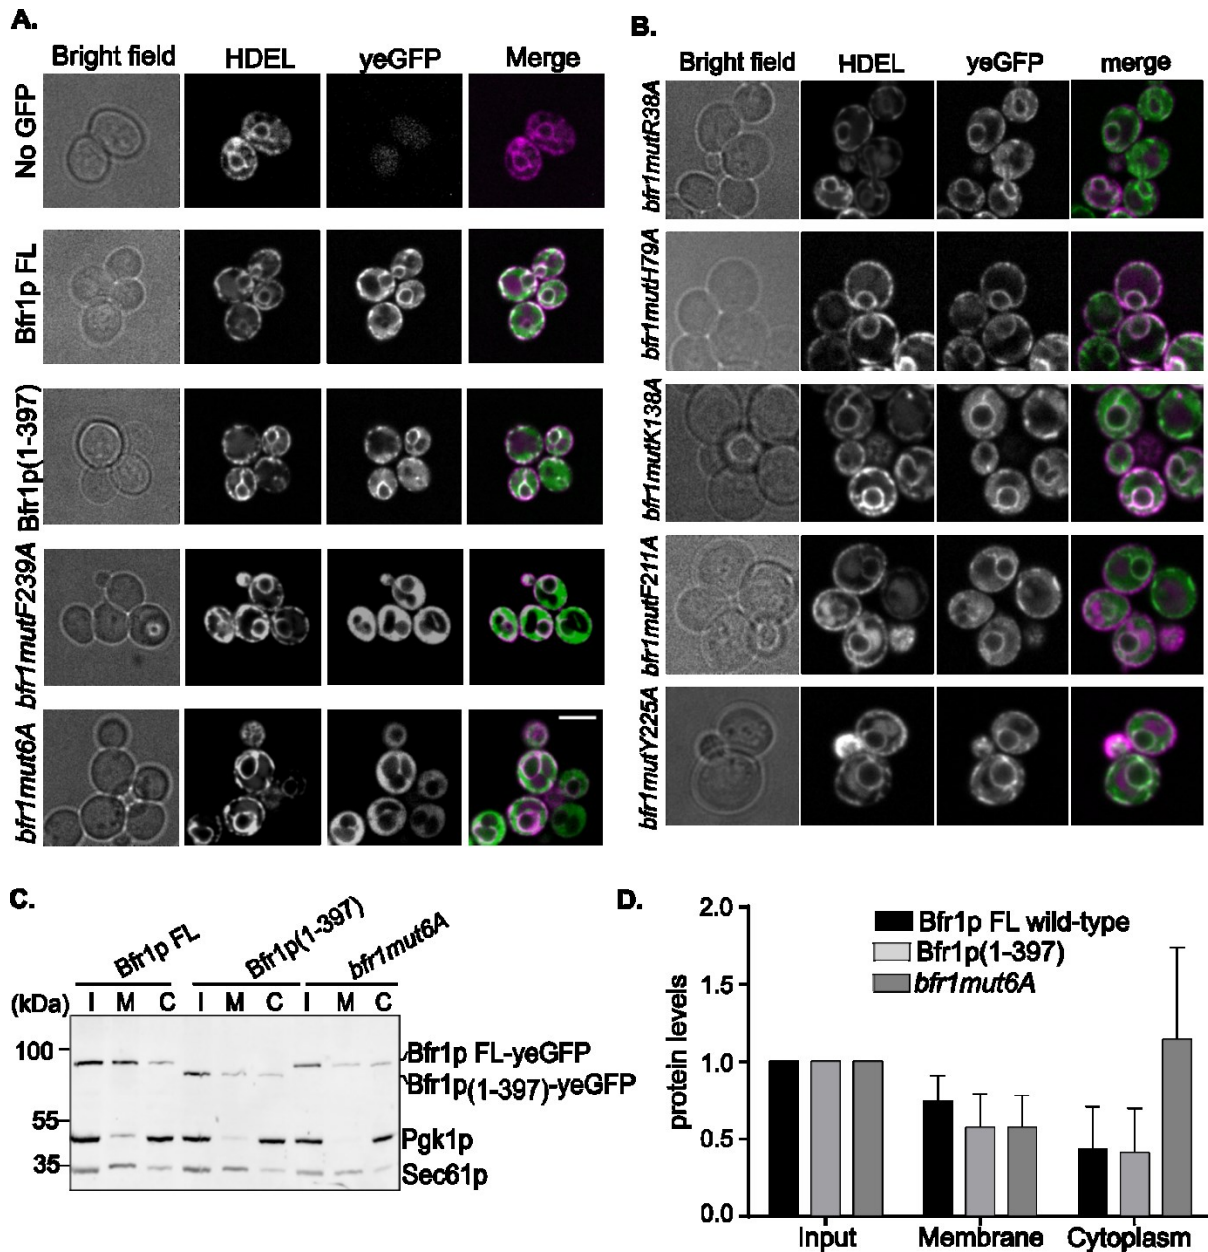 A.
Bright field HDEL yeGFP Merge
No GFP
Bfr1p FL
Bfr1p(1-397)
bfr1mutF239A
bfr1mut6A
B.
Bright field HDEL yeGFP merge
bfr1mutR38A
bfr1mutH79A
bfr1mutK138A
bfr1mutF211A
bfr1mutY225A
C.
Bfr1p FL Bfr1p(1-397) bfr1mut6A
(kDa) I M C I M C I M C
100
Bfr1p FL-yeGFP
Bfr1p(1-397)-yeGFP
55
Pgk1p
35
Sec61p
D.
2.0
Bfr1p FL wild-type
Bfr1p(1-397)
bfr1mut6A
1.5
1.0
0.5
0.0
protein levels
Input Membrane Cytoplasm